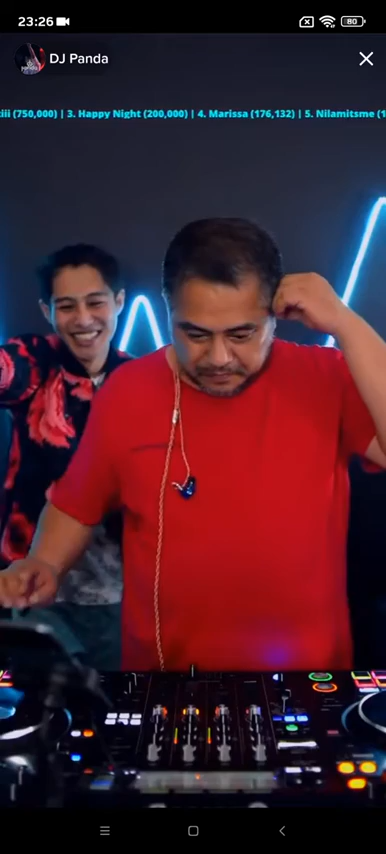 23:26
80
DJ Panda
iii (750,000) | 3. Happy Night (200,000) | 4. Marissa (176,132) | 5. Nilamitsme (1